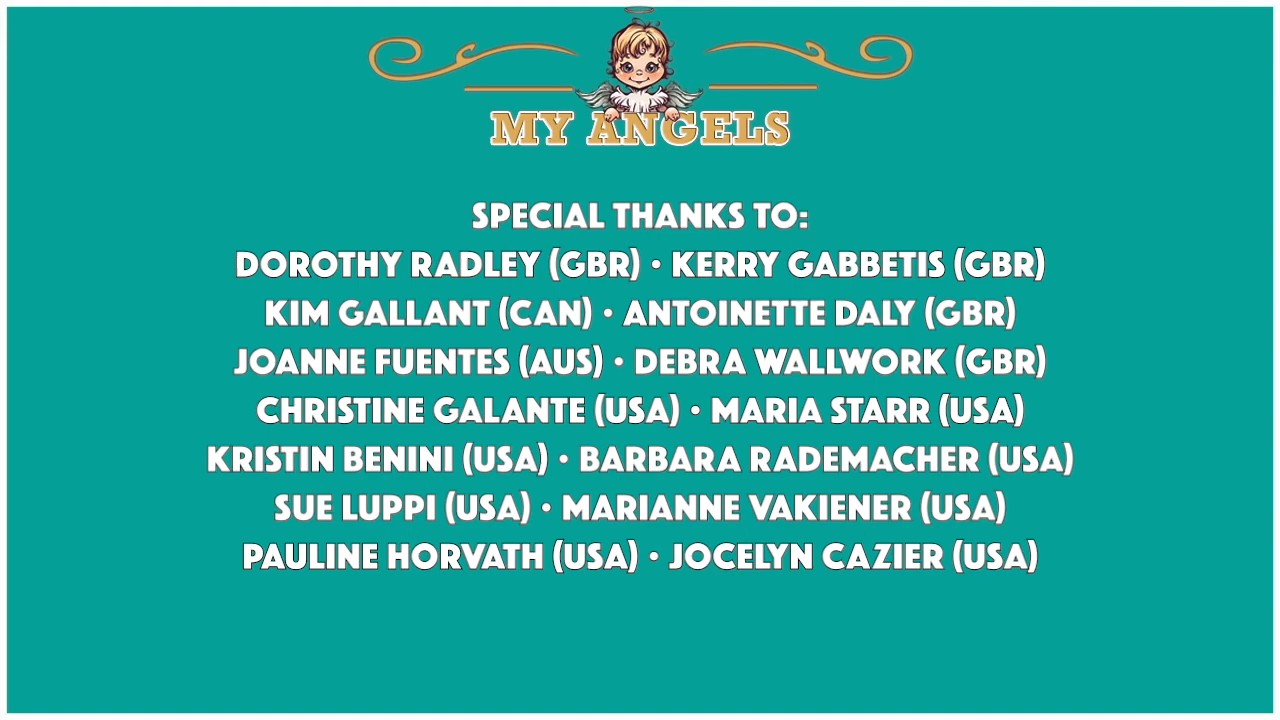 MY ANGELS
SPECIAL THANKS TO:
DOROTHY RADLEY (GBR) • KERRY GABBETIS (GBR)
KIM GALLANT (CAN) • ANTOINETTE DALY (GBR)
JOANNE FUENTES (AUS) • DEBRA WALLWORK (GBR)
CHRISTINE GALANTE (USA) • MARIA STARR (USA)
KRISTIN BENINI (USA) • BARBARA RADEMACHER (USA)
SUE LUPPI (USA) • MARIANNE VAKIENER (USA)
PAULINE HORVATH (USA) • JOCELYN CAZIER (USA)